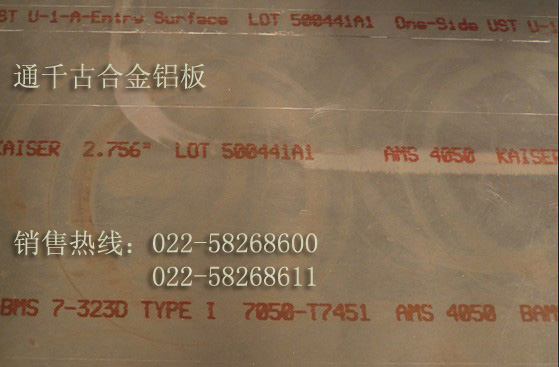 UST U-1-A-Entry Surface LOT 500441A1 One-Side UST U-1
通千古合金铝板
KAISER 2.756" LOT 500441A1 AMS 4050 KAISER
销售热线：022-58268600
022-58268611
BMS 7-323D TYPE I 7050-T7451 AMS 4050 BAM